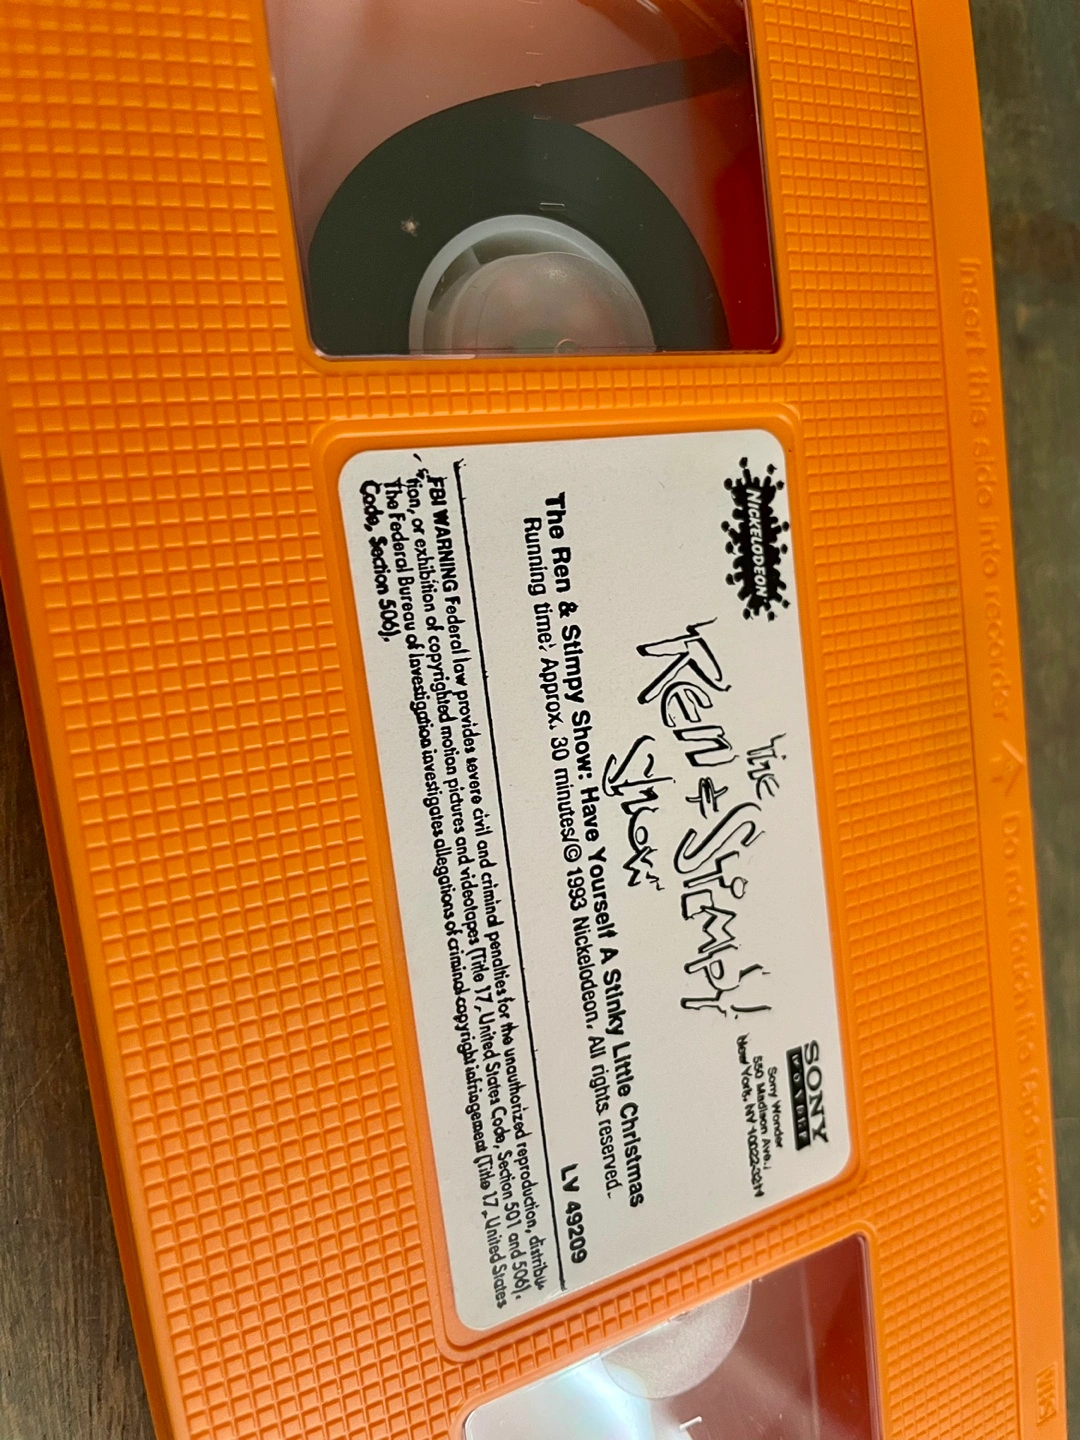 Insert this side into recorder
Do not touch the tape inside
NICKELODEON
The
Ren & Stimpy
Show
SONY
WONDER
Sony Wonder
550 Madison Ave.
New York, NY 10022-3211
The Ren & Stimpy Show: Have Yourself A Stinky Little Christmas
Running time: Approx. 30 minutes/© 1993 Nickelodeon. All rights reserved.
LV 49209
FBI WARNING Federal law provides severe civil and criminal penalties for the unauthorized reproduction, distribu-
tion, or exhibition of copyrighted motion pictures and videotapes (Title 17, United States Code, Section 501 and 506).
The Federal Bureau of Investigation investigates allegations of criminal copyright infringement (Title 17, United States
Code, Section 506).
VHS